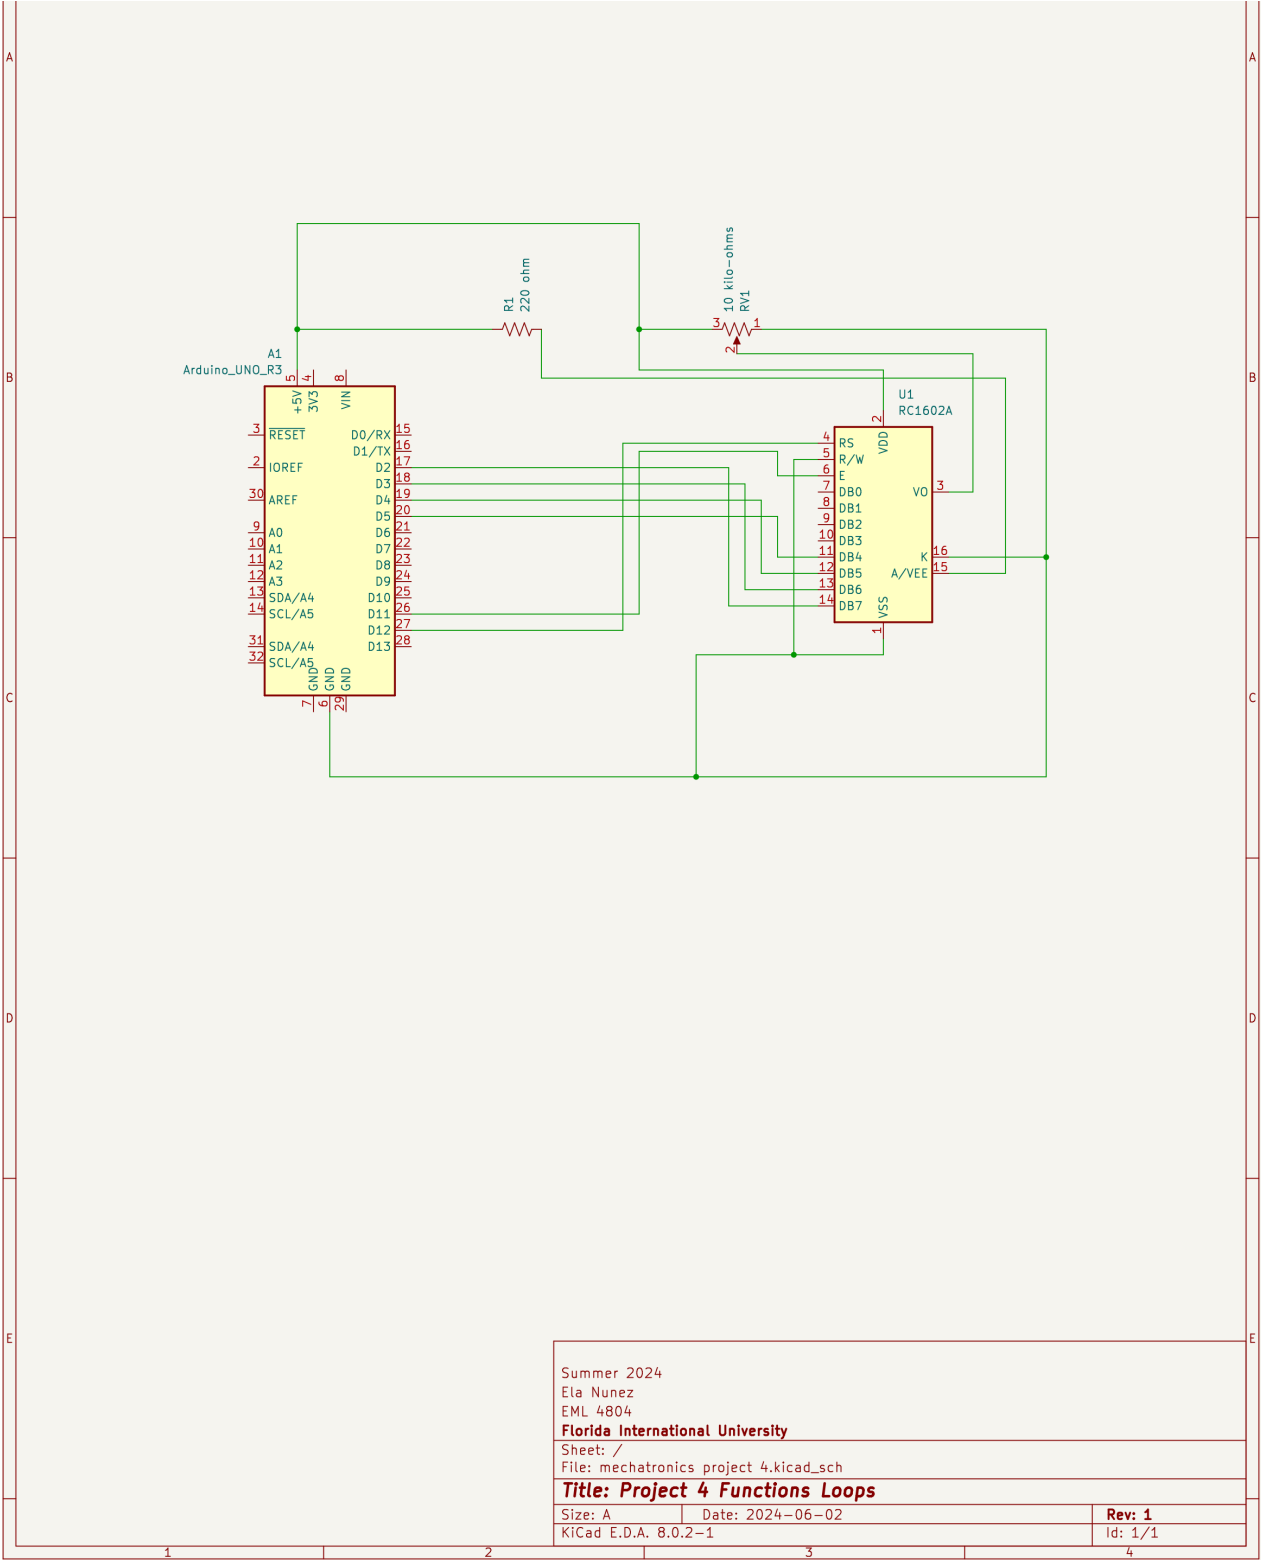 A A
10 kilo-ohms
RV1
R1
220 ohm
3 1
2
A1
Arduino_UNO_R3
5 4 8
+5V 3V3 VIN
B B
U1
RC1602A
2
VDD
3 RESET D0/RX 15
D1/TX 16
2 IOREF D2 17
D3 18
30 AREF D4 19
D5 20
9 A0 D6 21
10 A1 D7 22
11 A2 D8 23
12 A3 D9 24
13 SDA/A4 D10 25
14 SCL/A5 D11 26
D12 27
31 SDA/A4 D13 28
32 SCL/A5
GND GND GND
7 6 29
4 RS
5 R/W
6 E
7 DB0 VO 3
8 DB1
9 DB2
10 DB3
11 DB4 K 16
12 DB5 A/VEE 15
13 DB6
14 DB7
VSS
1
C C
D D
E E
Summer 2024
Ela Nunez
EML 4804
Florida International University
Sheet: /
File: mechatronics project 4.kicad_sch
Title: Project 4 Functions Loops
Size: A Date: 2024-06-02 Rev: 1
KiCad E.D.A. 8.0.2-1 Id: 1/1
1 2 3 4